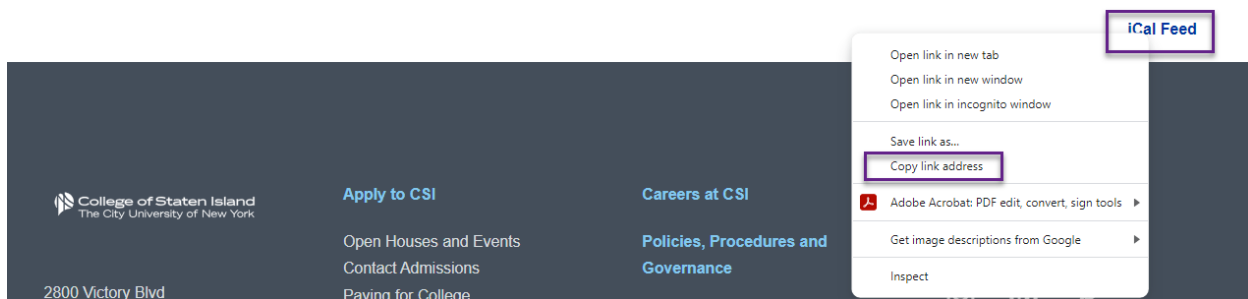 iCal Feed
Open link in new tab
Open link in new window
Open link in incognito window
Save link as...
Copy link address
Adobe Acrobat: PDF edit, convert, sign tools
Get image descriptions from Google
Inspect
College of Staten Island
The City University of New York
2800 Victory Blvd
Apply to CSI
Open Houses and Events
Contact Admissions
Paying for College
Careers at CSI
Policies, Procedures and
Governance